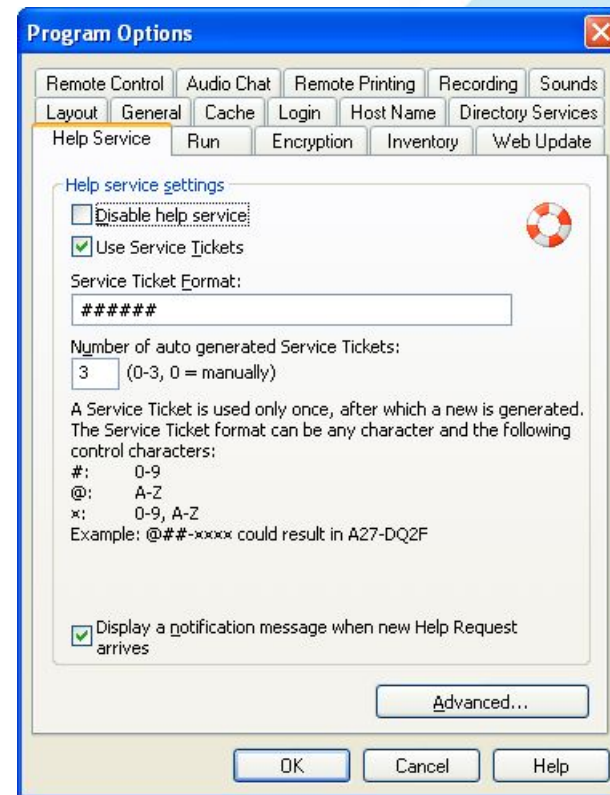 Program Options
Remote Control Audio Chat Remote Printing Recording Sounds
Layout General Cache Login Host Name Directory Services
Help Service Run Encryption Inventory Web Update
Help service settings
Disable help service
Use Service Tickets
Service Ticket Format:
######
Number of auto generated Service Tickets:
3 (0-3, 0 = manually)
A Service Ticket is used only once, after which a new is generated.
The Service Ticket format can be any character and the following
control characters:
#: 0-9
@: A-Z
×: 0-9, A-Z
Example: @##-×××× could result in A27-DQ2F
Display a notification message when new Help Request
arrives
Advanced...
OK Cancel Help